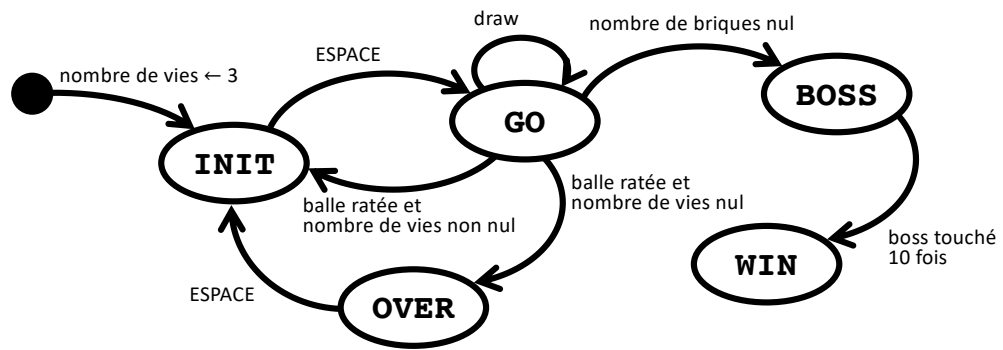 draw
nombre de briques nul
ESPACE
nombre de vies ← 3
BOSS
GO
INIT
balle ratée et
nombre de vies nul
balle ratée et
nombre de vies non nul
boss touché
10 fois
WIN
ESPACE
OVER